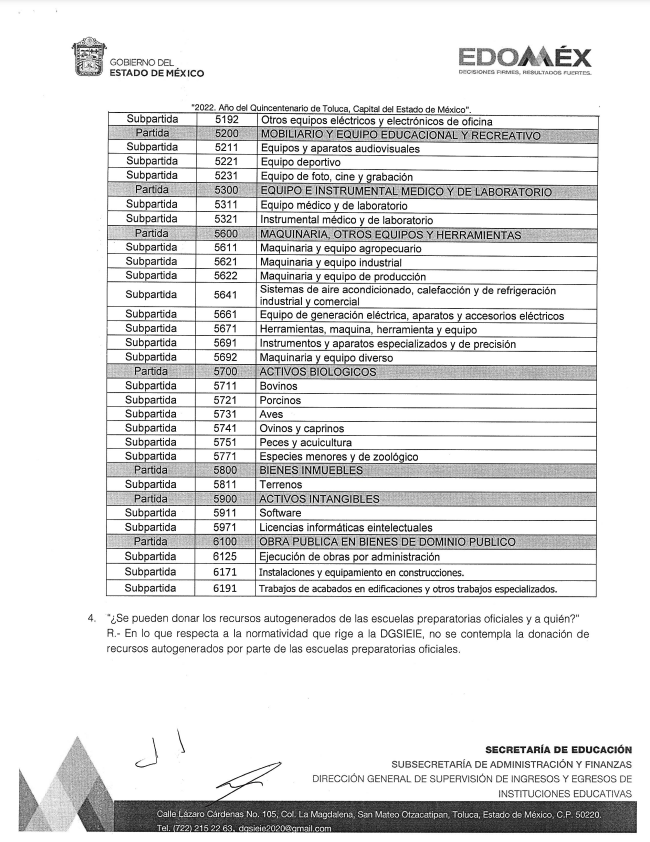 GOBIERNO DEL
ESTADO DE MÉXICO
EDOMÉX
DECISIONES FIRMES, RESULTADOS FUERTES.
"2022. Año del Quincentenario de Toluca, Capital del Estado de México".
Subpartida 5192 Otros equipos eléctricos y electrónicos de oficina
Partida 5200 MOBILIARIO Y EQUIPO EDUCACIONAL Y RECREATIVO
Subpartida 5211 Equipos y aparatos audiovisuales
Subpartida 5221 Equipo deportivo
Subpartida 5231 Equipo de foto, cine y grabación
Partida 5300 EQUIPO E INSTRUMENTAL MEDICO Y DE LABORATORIO
Subpartida 5311 Equipo médico y de laboratorio
Subpartida 5321 Instrumental médico y de laboratorio
Partida 5600 MAQUINARIA, OTROS EQUIPOS Y HERRAMIENTAS
Subpartida 5611 Maquinaria y equipo agropecuario
Subpartida 5621 Maquinaria y equipo industrial
Subpartida 5622 Maquinaria y equipo de producción
Subpartida 5641 Sistemas de aire acondicionado, calefacción y de refrigeración
industrial y comercial
Subpartida 5661 Equipo de generación eléctrica, aparatos y accesorios eléctricos
Subpartida 5671 Herramientas, maquina, herramienta y equipo
Subpartida 5691 Instrumentos y aparatos especializados y de precisión
Subpartida 5692 Maquinaria y equipo diverso
Partida 5700 ACTIVOS BIOLOGICOS
Subpartida 5711 Bovinos
Subpartida 5721 Porcinos
Subpartida 5731 Aves
Subpartida 5741 Ovinos y caprinos
Subpartida 5751 Peces y acuicultura
Subpartida 5771 Especies menores y de zoológico
Partida 5800 BIENES INMUEBLES
Subpartida 5811 Terrenos
Partida 5900 ACTIVOS INTANGIBLES
Subpartida 5911 Software
Subpartida 5971 Licencias informáticas eintelectuales
Partida 6100 OBRA PUBLICA EN BIENES DE DOMINIO PUBLICO
Subpartida 6125 Ejecución de obras por administración
Subpartida 6171 Instalaciones y equipamiento en construcciones.
Subpartida 6191 Trabajos de acabados en edificaciones y otros trabajos especializados.
4. "¿Se pueden donar los recursos autogenerados de las escuelas preparatorias oficiales y a quién?"
R.- En lo que respecta a la normatividad que rige a la DGSIEIE, no se contempla la donación de
recursos autogenerados por parte de las escuelas preparatorias oficiales.
SECRETARÍA DE EDUCACIÓN
SUBSECRETARÍA DE ADMINISTRACIÓN Y FINANZAS
DIRECCIÓN GENERAL DE SUPERVISIÓN DE INGRESOS Y EGRESOS DE
INSTITUCIONES EDUCATIVAS
Calle Lázaro Cárdenas No. 105, Col. La Magdalena, San Mateo Otzacatipan, Toluca, Estado de México, C.P. 50220.
Tel. (722) 215 22 63, dgsieie2020@gmail.com